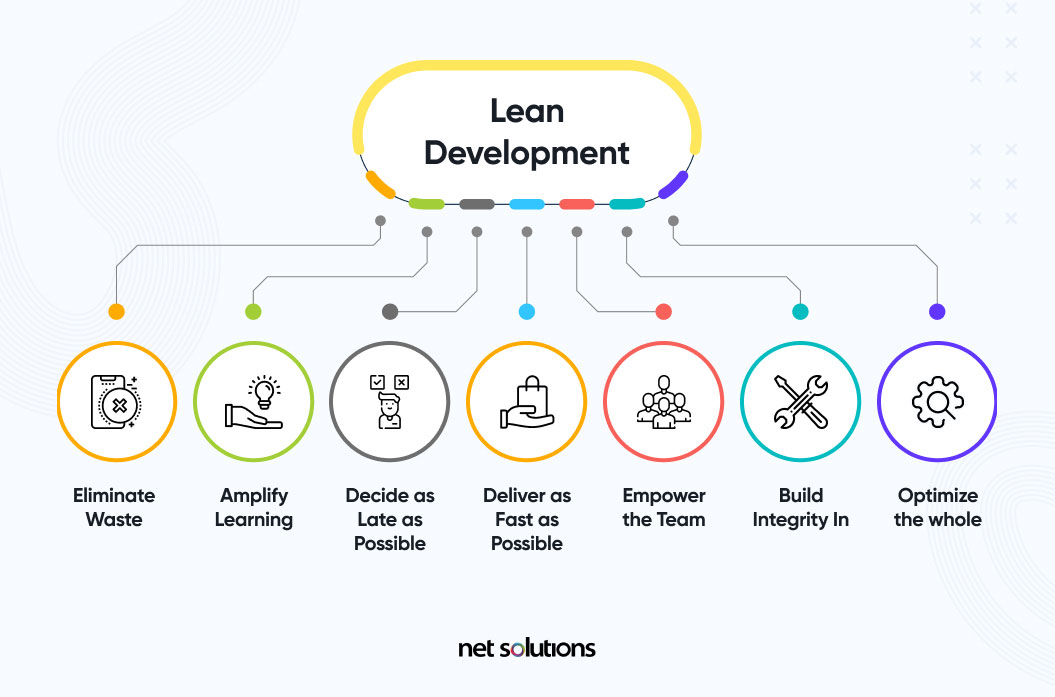 Lean
Development
Eliminate
Waste
Amplify
Learning
Decide as
Late as
Possible
Deliver as
Fast as
Possible
Empower
the Team
Build
Integrity In
Optimize
the whole
net solutions